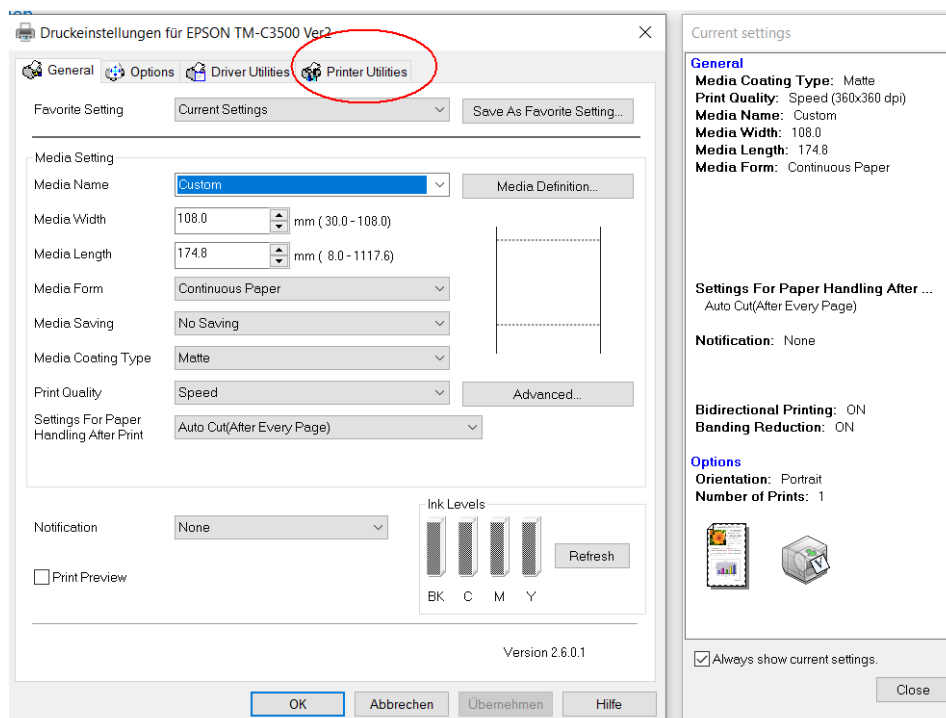 Druckeinstellungen für EPSON TM-C3500 Ver2
General
Options
Driver Utilities
Printer Utilities
Favorite Setting
Current Settings
Save As Favorite Setting...
Media Setting
Media Name
Custom
Media Definition...
Media Width
108.0
mm ( 30.0 - 108.0)
Media Length
174.8
mm ( 8.0 - 1117.6)
Media Form
Continuous Paper
Media Saving
No Saving
Media Coating Type
Matte
Print Quality
Speed
Advanced...
Settings For Paper
Handling After Print
Auto Cut(After Every Page)
Notification
None
Print Preview
Ink Levels
BK C M Y
Refresh
Version 2.6.0.1
OK
Abbrechen
Übernehmen
Hilfe
Current settings
General
Media Coating Type: Matte
Print Quality: Speed (360x360 dpi)
Media Name: Custom
Media Width: 108.0
Media Length: 174.8
Media Form: Continuous Paper
Settings For Paper Handling After ...
Auto Cut(After Every Page)
Notification: None
Bidirectional Printing: ON
Banding Reduction: ON
Options
Orientation: Portrait
Number of Prints: 1
Always show current settings.
Close